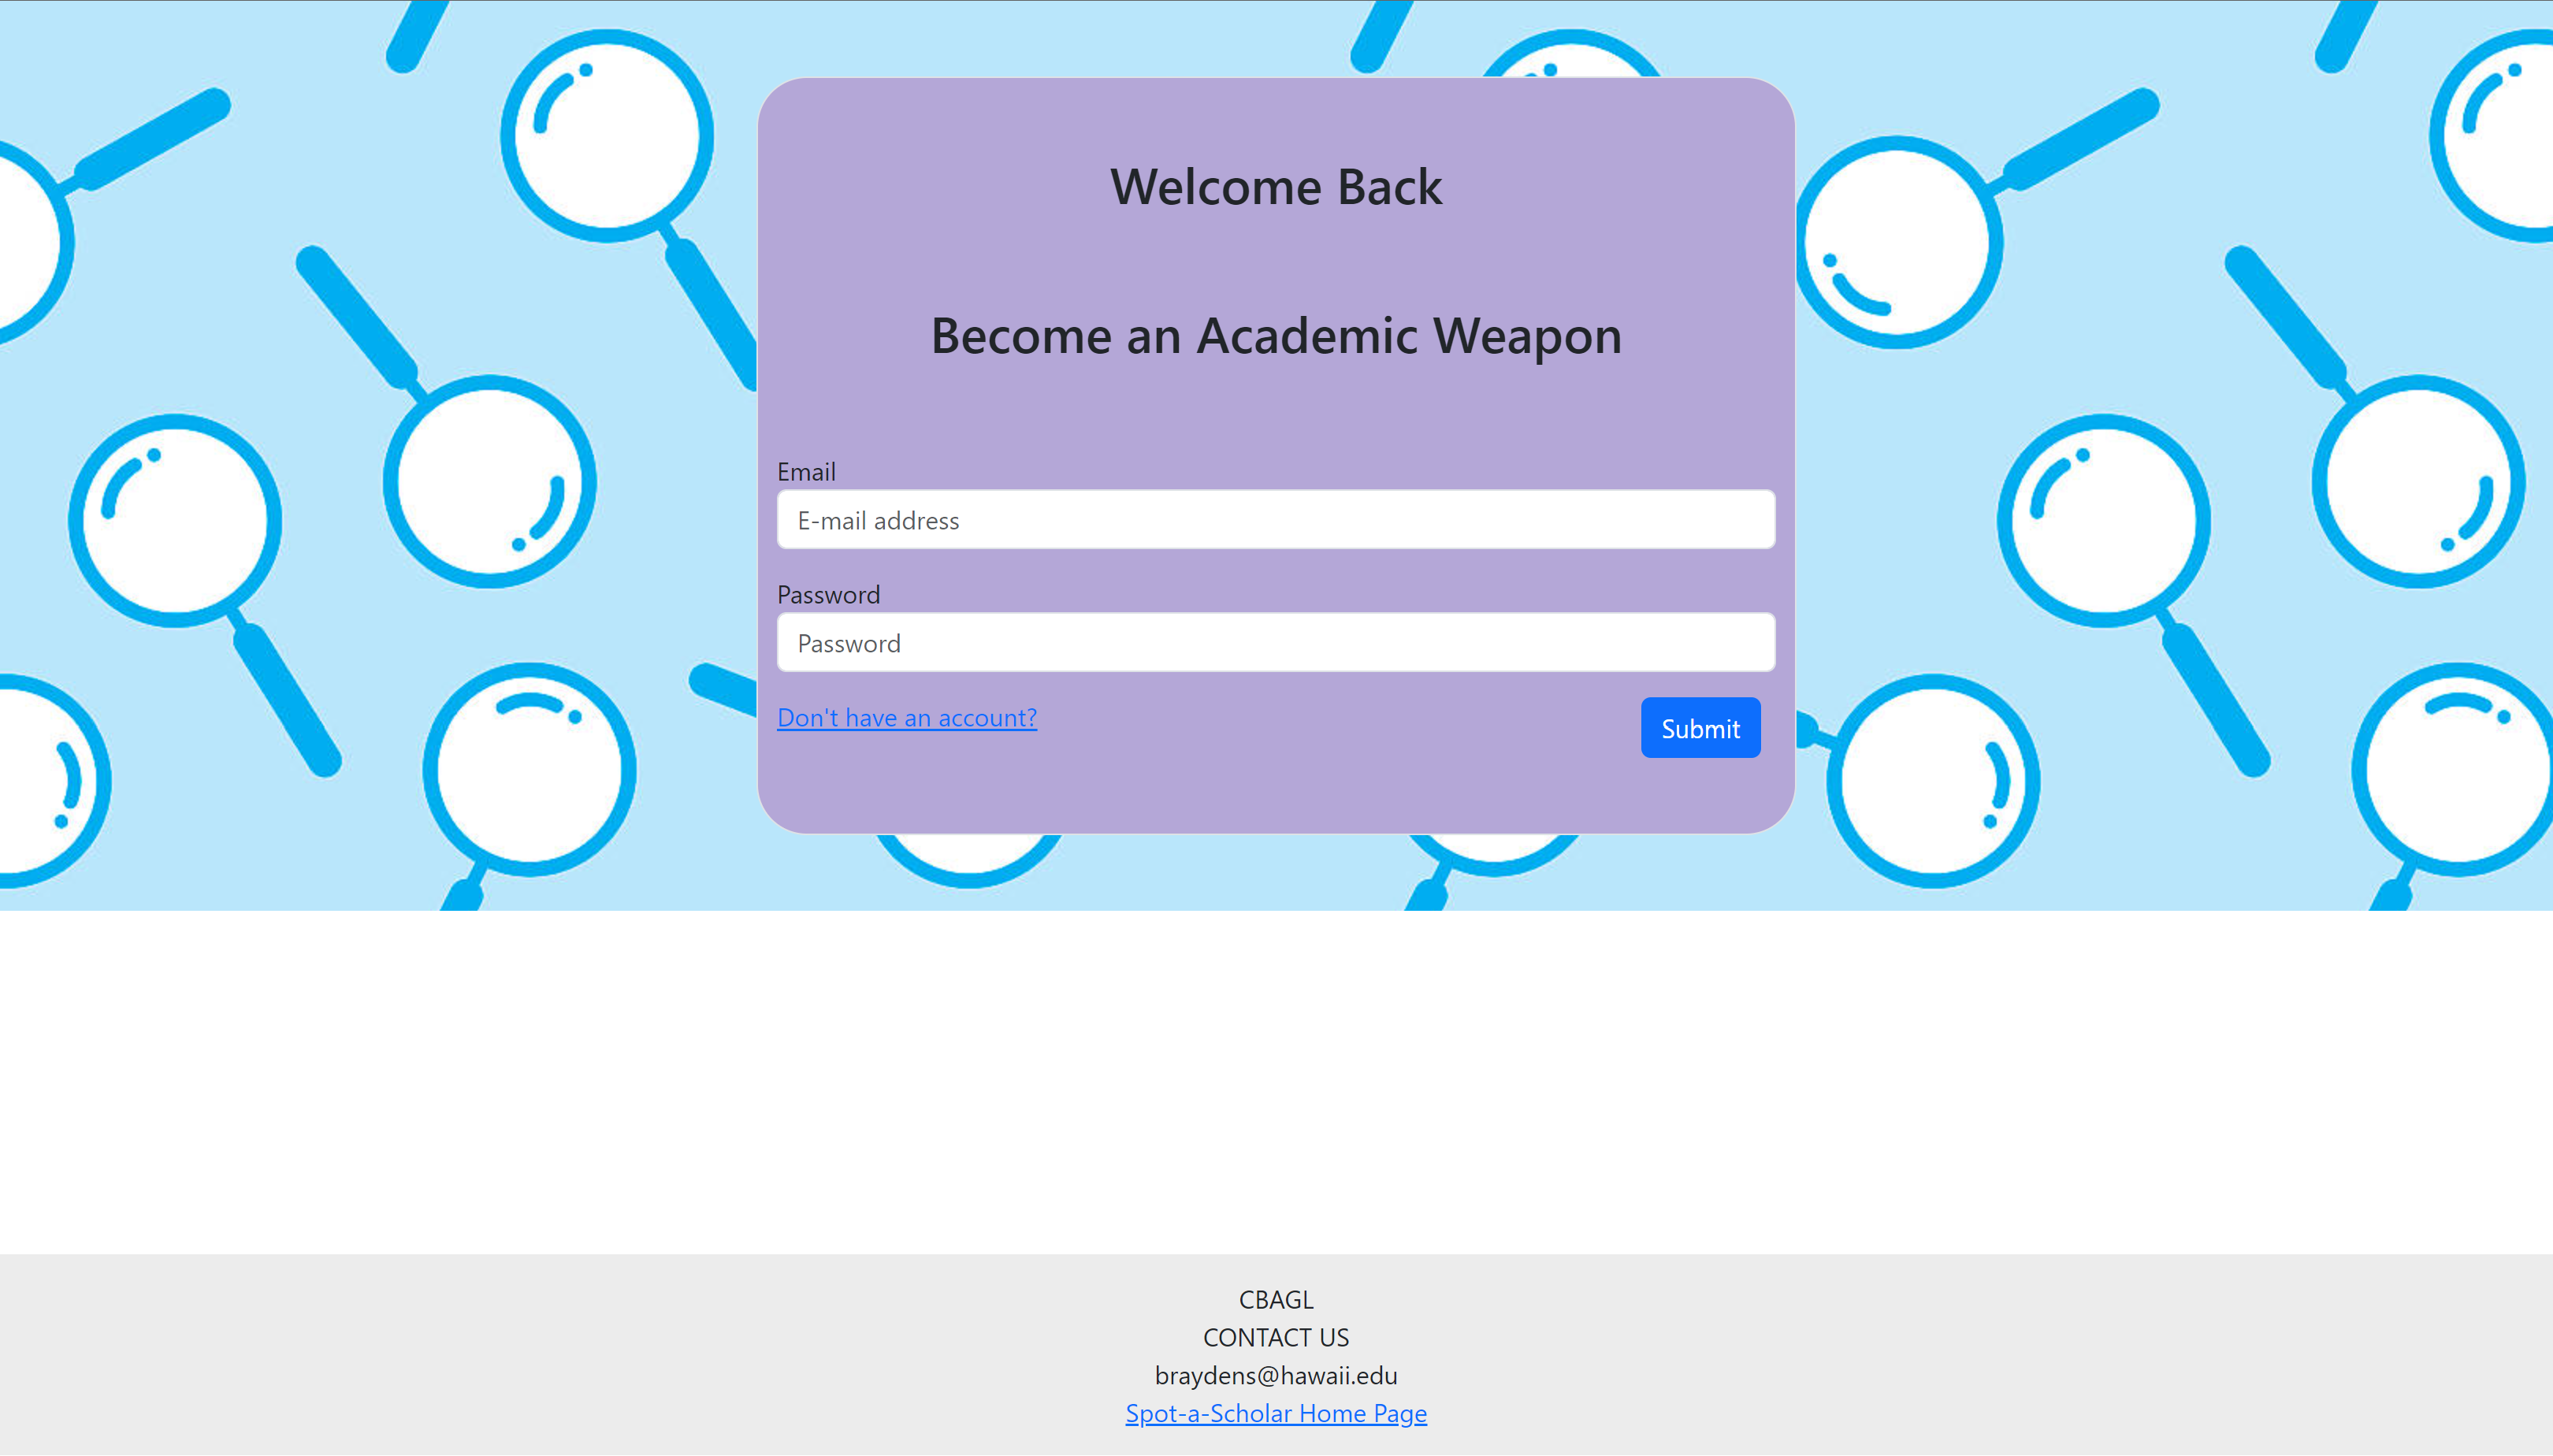 Welcome Back
Become an Academic Weapon
Email
E-mail address
Password
Password
Don't have an account?
Submit
CBAGL
CONTACT US
braydens@hawaii.edu
Spot-a-Scholar Home Page